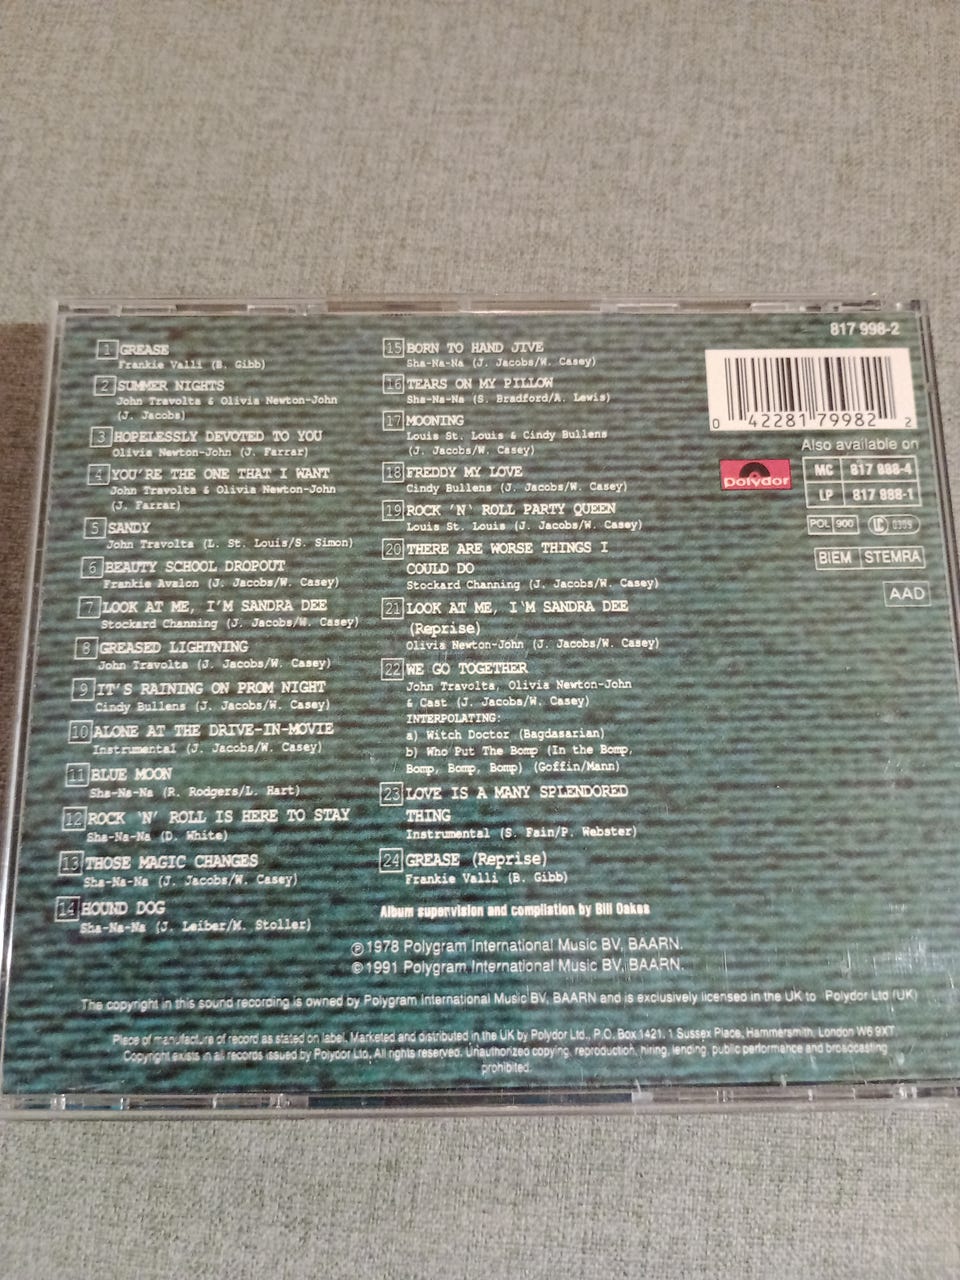 817 998-2
1 GREASE
Frankie Valli (B. Gibb)
2 SUMMER NIGHTS
John Travolta & Olivia Newton-John
(J. Jacobs)
3 HOPELESSLY DEVOTED TO YOU
Olivia Newton-John (J. Farrar)
4 YOU'RE THE ONE THAT I WANT
John Travolta & Olivia Newton-John
(J. Farrar)
5 SANDY
John Travolta (L. St. Louis/S. Simon)
6 BEAUTY SCHOOL DROPOUT
Frankie Avalon (J. Jacobs/W. Casey)
7 LOOK AT ME, I'M SANDRA DEE
Stockard Channing (J. Jacobs/W. Casey)
8 GREASED LIGHTNING
John Travolta (J. Jacobs/W. Casey)
9 IT'S RAINING ON PROM NIGHT
Cindy Bullens (J. Jacobs/W. Casey)
10 ALONE AT THE DRIVE-IN-MOVIE
Instrumental (J. Jacobs/W. Casey)
11 BLUE MOON
Sha-Na-Na (R. Rodgers/L. Hart)
12 ROCK 'N' ROLL IS HERE TO STAY
Sha-Na-Na (D. White)
13 THOSE MAGIC CHANGES
Sha-Na-Na (J. Jacobs/W. Casey)
14 HOUND DOG
Sha-Na-Na (J. Leiber/M. Stoller)
15 BORN TO HAND JIVE
Sha-Na-Na (J. Jacobs/W. Casey)
16 TEARS ON MY PILLOW
Sha-Na-Na (S. Bradford/A. Lewis)
17 MOONING
Louis St. Louis & Cindy Bullens
(J. Jacobs/W. Casey)
18 FREDDY MY LOVE
Cindy Bullens (J. Jacobs/W. Casey)
19 ROCK 'N' ROLL PARTY QUEEN
Louis St. Louis (J. Jacobs/W. Casey)
20 THERE ARE WORSE THINGS I
COULD DO
Stockard Channing (J. Jacobs/W. Casey)
21 LOOK AT ME, I'M SANDRA DEE
(Reprise)
Olivia Newton-John (J. Jacobs/W. Casey)
22 WE GO TOGETHER
John Travolta, Olivia Newton-John
& Cast (J. Jacobs/W. Casey)
INTERPOLATING:
a) Witch Doctor (Bagdasarian)
b) Who Put The Bomp (In the Bomp,
Bomp, Bomp, Bomp) (Goffin/Mann)
23 LOVE IS A MANY SPLENDORED
THING
Instrumental (S. Fain/P. Webster)
24 GREASE (Reprise)
Frankie Valli (B. Gibb)
0 42281 79982 2
Also available on
polydor
MC 817 998-4
LP 817 998-1
POL 900 LC 0309
BIEM STEMRA
AAD
Album supervision and compilation by Bill Oakes
℗ 1978 Polygram International Music BV, BAARN.
© 1991 Polygram International Music BV, BAARN.
The copyright in this sound recording is owned by Polygram International Music BV, BAARN and is exclusively licensed in the UK to Polydor Ltd (UK)
Place of manufacture of record as stated on label. Marketed and distributed in the UK by Polydor Ltd., P.O. Box 1421, 1 Sussex Place, Hammersmith, London W6 9XT
Copyright exists in all records issued by Polydor Ltd. All rights reserved. Unauthorized copying, reproduction, hiring, lending, public performance and broadcasting
prohibited.